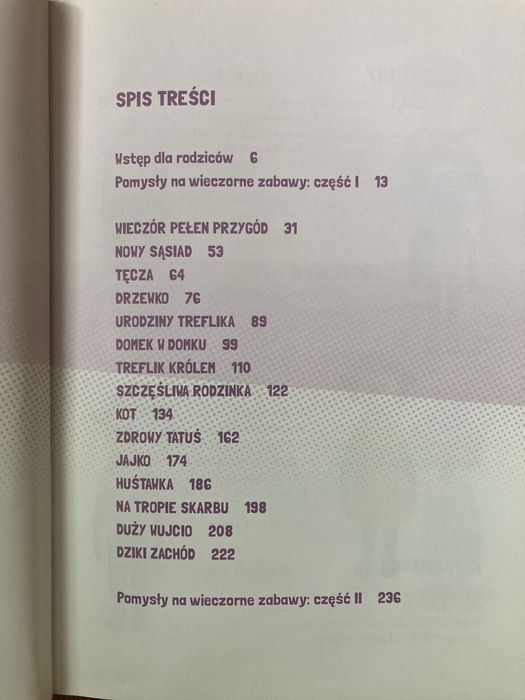 SPIS TREŚCI
Wstęp dla rodziców 6
Pomysły na wieczorne zabawy: część I 13
WIECZÓR PEŁEN PRZYGÓD 31
NOWY SĄSIAD 53
TĘCZA 64
DRZEWKO 76
URODZINY TREFLIKA 89
DOMEK W DOMKU 99
TREFLIK KRÓLEM 110
SZCZĘŚLIWA RODZINKA 122
KOT 134
ZDROWY TATUŚ 162
JAJKO 174
HUŚTAWKA 186
NA TROPIE SKARBU 198
DUŻY WUJCIO 208
DZIKI ZACHÓD 222
Pomysły na wieczorne zabawy: część II 236